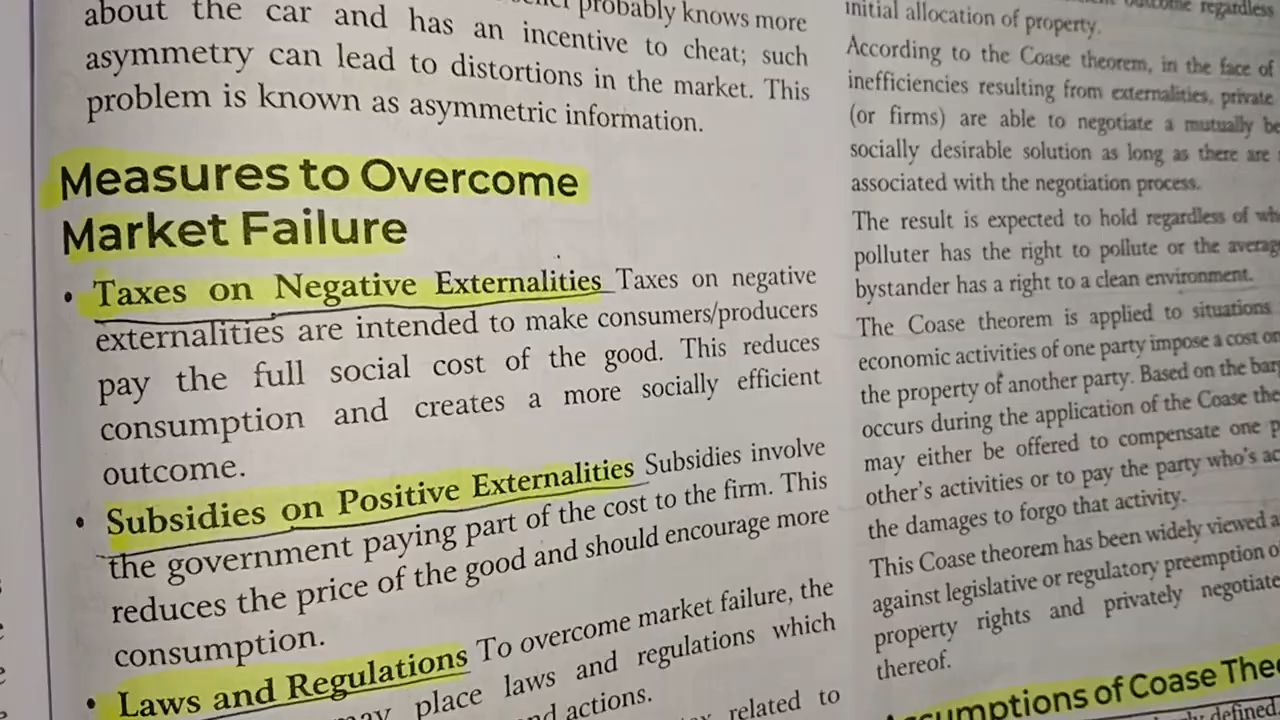 probably knows more
about the car and has an incentive to cheat; such
asymmetry can lead to distortions in the market. This
problem is known as asymmetric information.
Measures to Overcome
Market Failure
• Taxes on Negative Externalities Taxes on negative
externalities are intended to make consumers/producers
pay the full social cost of the good. This reduces
consumption and creates a more socially efficient
outcome.
• Subsidies on Positive Externalities Subsidies involve
the government paying part of the cost to the firm. This
reduces the price of the good and should encourage more
consumption.
• Laws and Regulations To overcome market failure, the
place laws and regulations which
actions.
related to
outcome regardless
initial allocation of property.
According to the Coase theorem, in the face of
inefficiencies resulting from externalities, private
(or firms) are able to negotiate a mutually
socially desirable solution as long as there are
associated with the negotiation process.
The result is expected to hold regardless of
polluter has the right to pollute or the
bystander has a right to a clean environment.
The Coase theorem is applied to situations
economic activities of one party impose a cost
the property of another party. Based on the
occurs during the application of the Coase
may either be offered to compensate one
other's activities or to pay the party who's
the damages to forgo that activity.
This Coase theorem has been widely viewed
against legislative or regulatory preemption
property rights and privately
thereof.
of Coase
defined